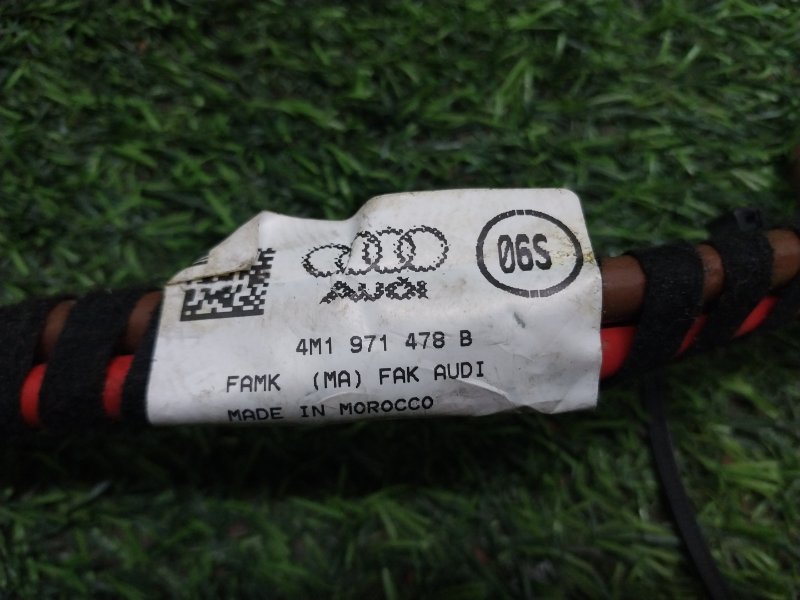 06S
AUDI
4M1 971 478 B
FAMK (MA) FAK AUDI
MADE IN MOROCCO